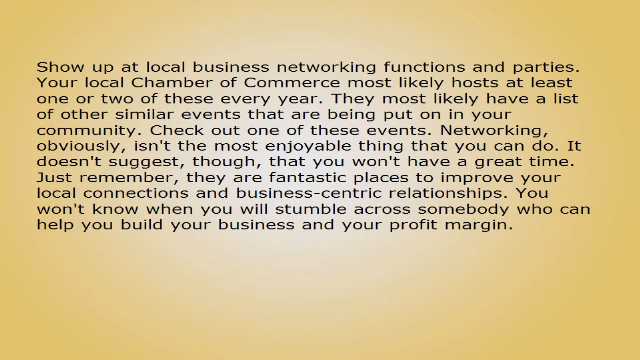 Show up at local business networking functions and parties.
Your local Chamber of Commerce most likely hosts at least
one or two of these every year. They most likely have a list
of other similar events that are being put on in your
community. Check out one of these events. Networking,
obviously, isn't the most enjoyable thing that you can do. It
doesn't suggest, though, that you won't have a great time.
Just remember, they are fantastic places to improve your
local connections and business-centric relationships. You
won't know when you will stumble across somebody who can
help you build your business and your profit margin.